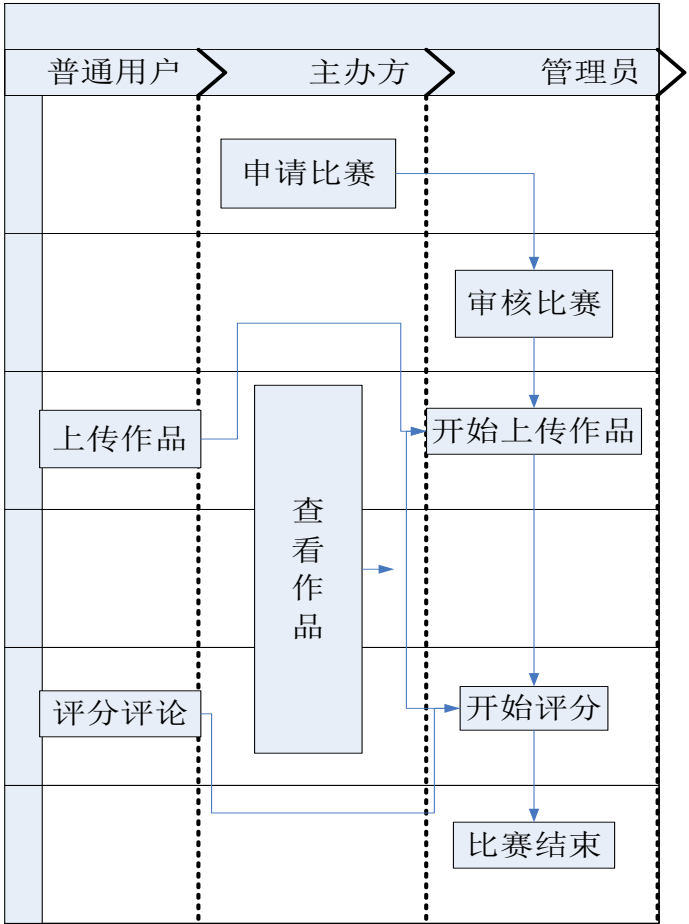 普通用户
主办方
管理员
申请比赛
审核比赛
上传作品
开始上传作品
查
看
作
品
评分评论
开始评分
比赛结束